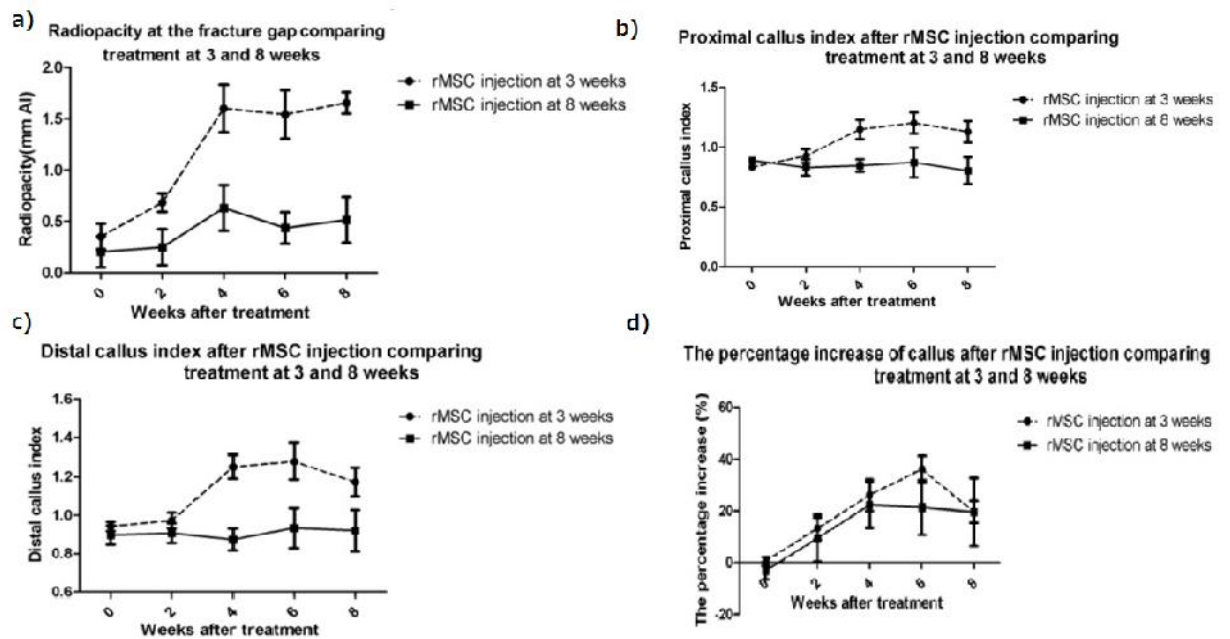 a)
Radiopacity at the fracture gap comparing
treatment at 3 and 8 weeks
2.0
1.5
1.0
0.5
0.0
Radiopacity(mm Al)
0
2
4
6
8
Weeks after treatment
rMSC injection at 3 weeks
rMSC injection at 8 weeks
b)
Proximal callus index after rMSC injection comparing
treatment at 3 and 8 weeks
1.5
1.0
0.5
0.0
Proximal callus index
0
2
4
6
8
Weeks after treatment
rMSC injection at 3 weeks
rMSC injection at 8 weeks
c)
Distal callus index after rMSC injection comparing
treatment at 3 and 8 weeks
1.6
1.4
1.2
1.0
0.8
0.6
Distal callus index
0
2
4
6
8
Weeks after treatment
rMSC injection at 3 weeks
rMSC injection at 8 weeks
d)
The percentage increase of callus after rMSC injection comparing
treatment at 3 and 8 weeks
60
40
20
0
-20
The percentage increase (%)
0
2
4
6
8
Weeks after treatment
rMSC injection at 3 weeks
rMSC injection at 8 weeks